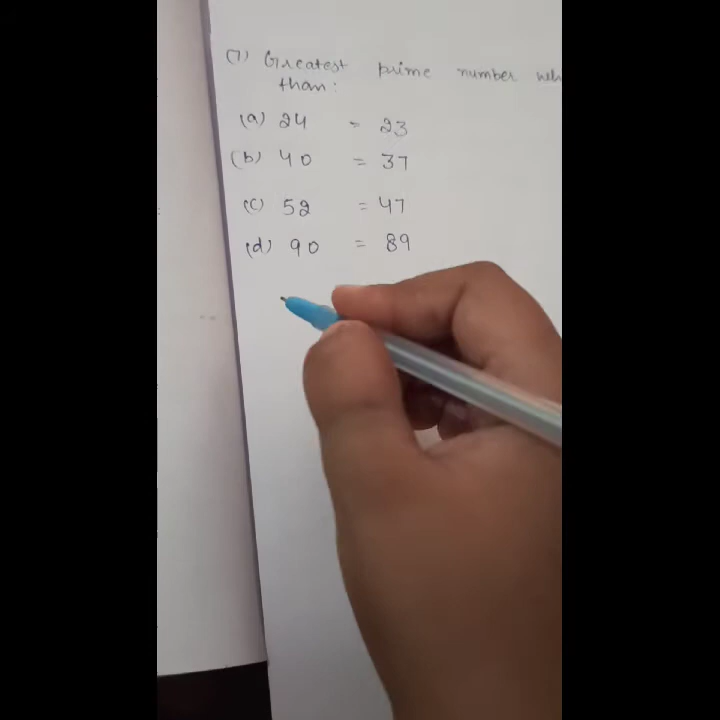 (7) Greatest prime number
than:
(a) 24 = 23
(b) 40 = 37
(c) 52 = 47
(d) 90 = 89